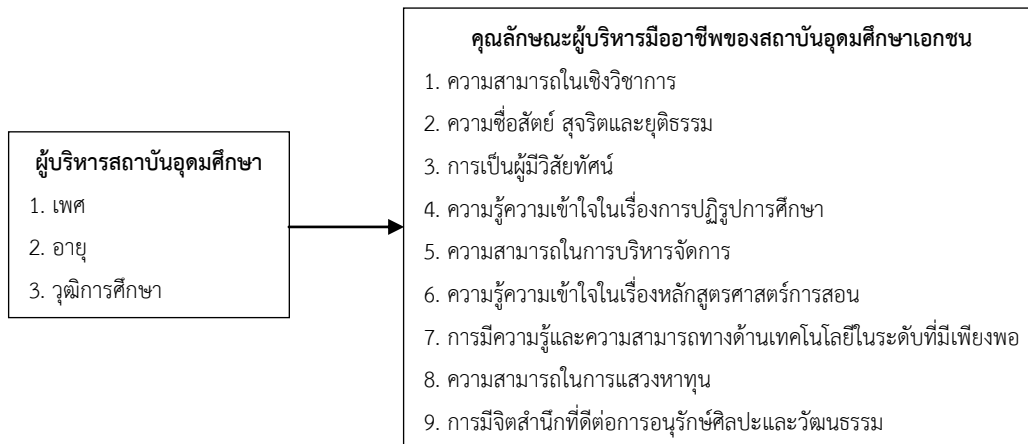 ผู้บริหารสถาบันอุดมศึกษา
1. เพศ
2. อายุ
3. วุฒิการศึกษา
คุณลักษณะผู้บริหารมืออาชีพของสถาบันอุดมศึกษาเอกชน
1. ความสามารถในเชิงวิชาการ
2. ความซื่อสัตย์ สุจริตและยุติธรรม
3. การเป็นผู้มีวิสัยทัศน์
4. ความรู้ความเข้าใจในเรื่องการปฏิรูปการศึกษา
5. ความสามารถในการบริหารจัดการ
6. ความรู้ความเข้าใจในเรื่องหลักสูตรศาสตร์การสอน
7. การมีความรู้และความสามารถทางด้านเทคโนโลยีในระดับที่มีเพียงพอ
8. ความสามารถในการแสวงหาทุน
9. การมีจิตสำนึกที่ดีต่อการอนุรักษ์ศิลปะและวัฒนธรรม